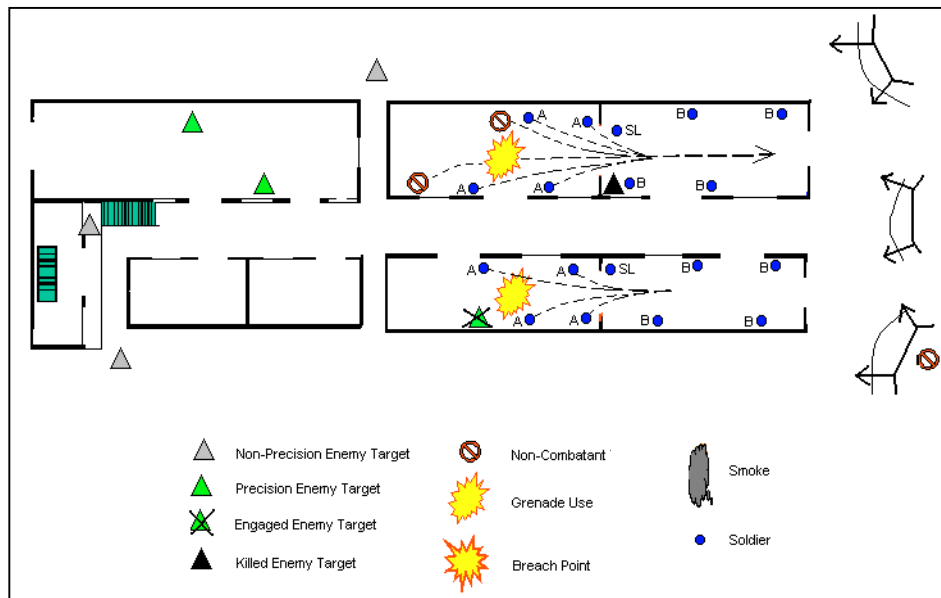 A
A
SL
B
B
A
A
B
B
A
A
SL
B
B
A
A
B
B
Non-Precision Enemy Target
Non-Combatant
Smoke
Precision Enemy Target
Grenade Use
Engaged Enemy Target
Soldier
Killed Enemy Target
Breach Point